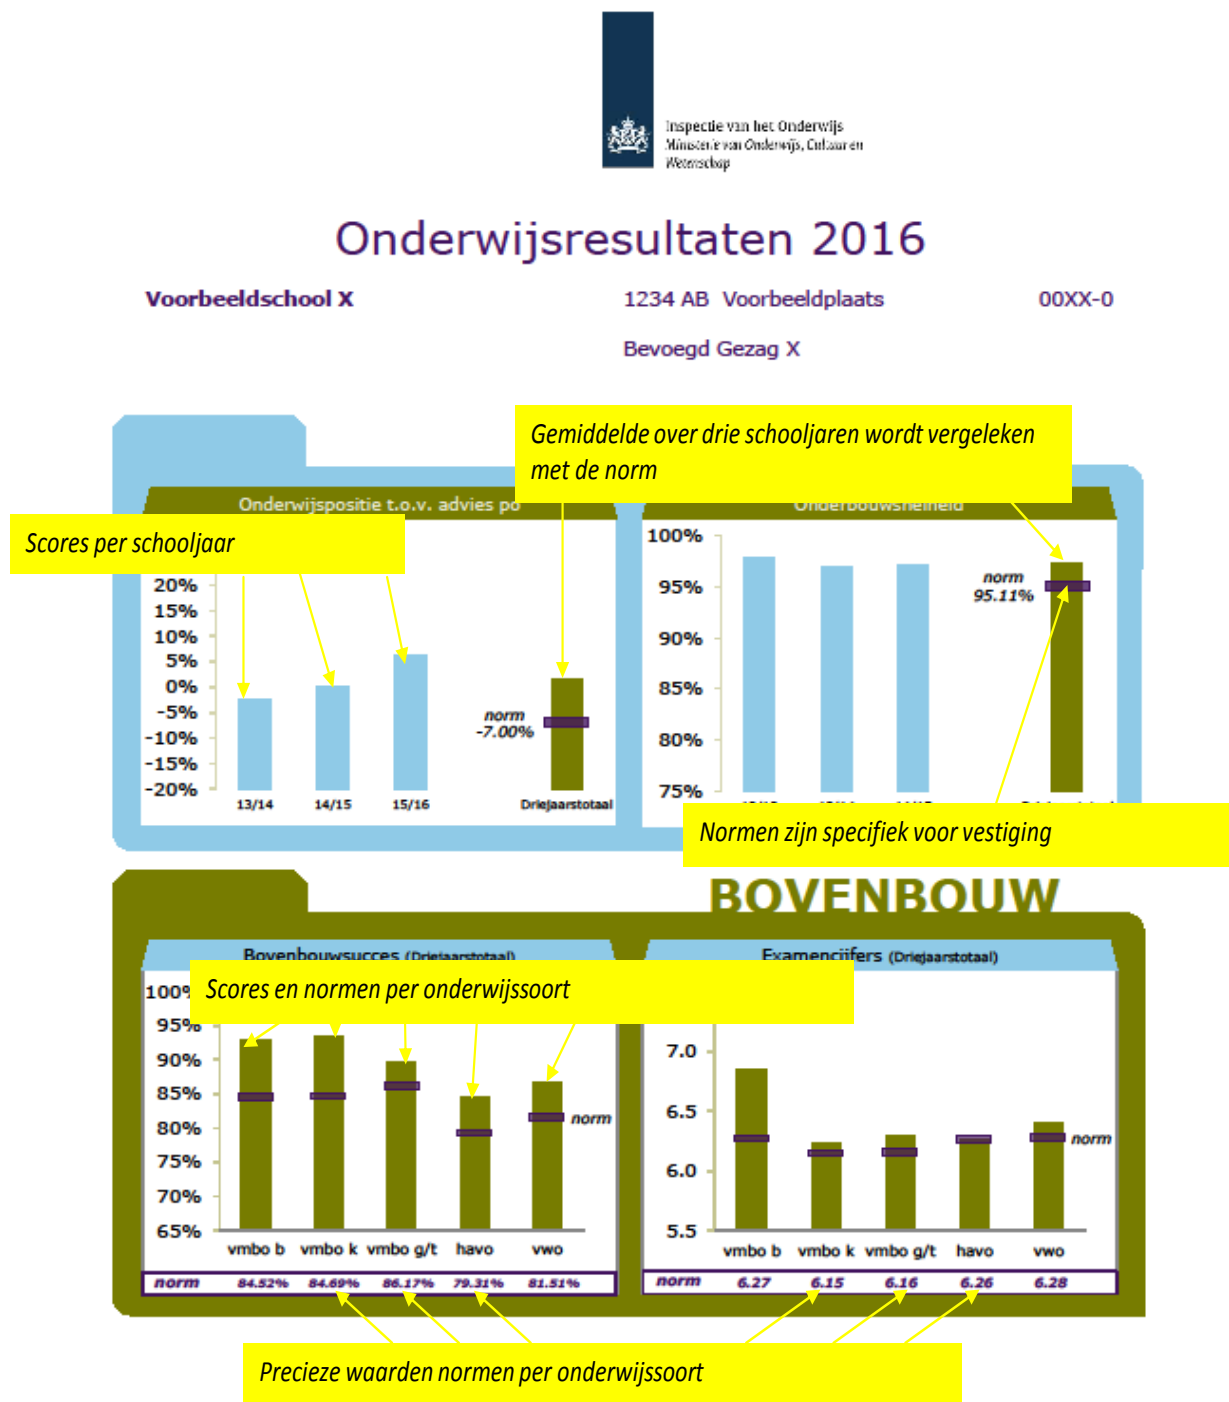 Inspectie van het Onderwijs
Ministerie van Onderwijs, Cultuur en
Wetenschap
Onderwijsresultaten 2016
Voorbeeldschool X
1234 AB Voorbeeldplaats
00XX-0
Bevoegd Gezag X
Gemiddelde over drie schooljaren wordt vergeleken
met de norm
Onderwijspositie t.o.v. advies po
Onderbouwsnelheid
Scores per schooljaar
20%
15%
10%
5%
0%
-5%
-10%
-15%
-20%
norm
-7.00%
13/14 14/15 15/16 Driejaarstotaal
100%
95%
90%
85%
80%
75%
norm
95.11%
Normen zijn specifiek voor vestiging
BOVENBOUW
Bovenbouwsucces (Driejaarstotaal)
Examencijfers (Driejaarstotaal)
Scores en normen per onderwijssoort
100%
95%
90%
85%
80%
75%
70%
65%
norm
vmbo b vmbo k vmbo g/t havo vwo
norm 84.52% 84.69% 86.17% 79.31% 81.51%
7.0
6.5
6.0
5.5
norm
vmbo b vmbo k vmbo g/t havo vwo
norm 6.27 6.15 6.16 6.26 6.28
Precieze waarden normen per onderwijssoort